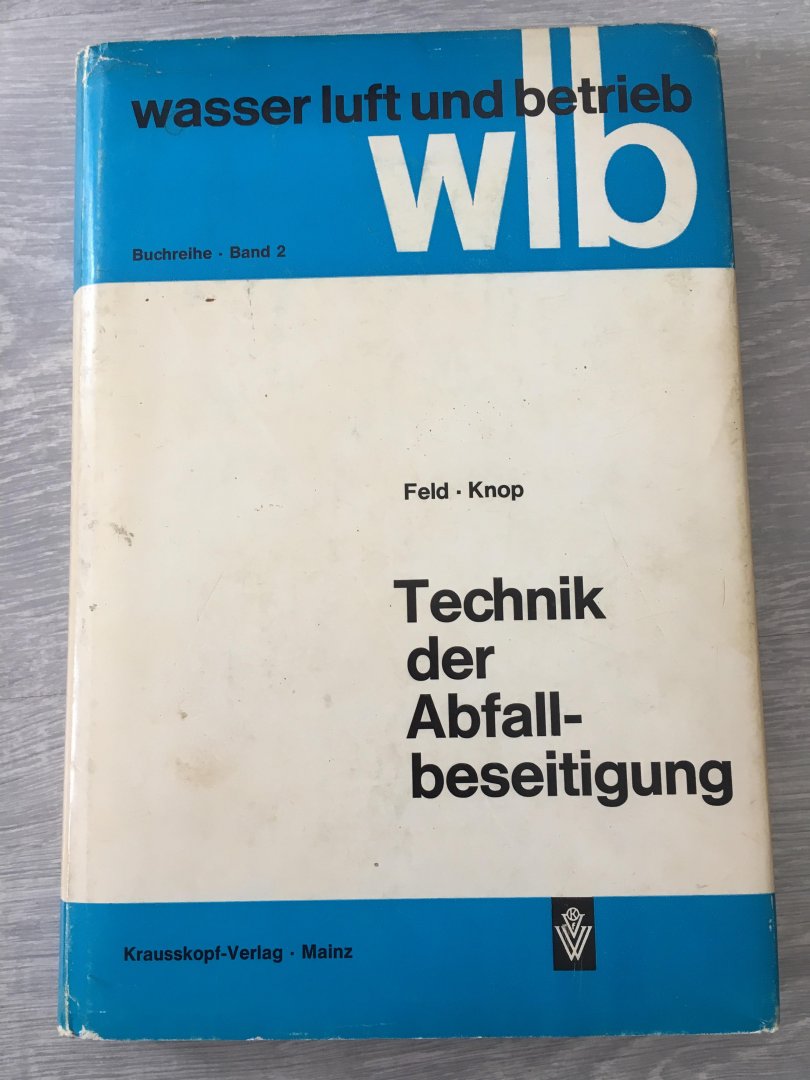 wasser luft und betrieb
wlb
Buchreihe · Band 2
Feld · Knop
Technik
der
Abfall-
beseitigung
Krausskopf-Verlag · Mainz